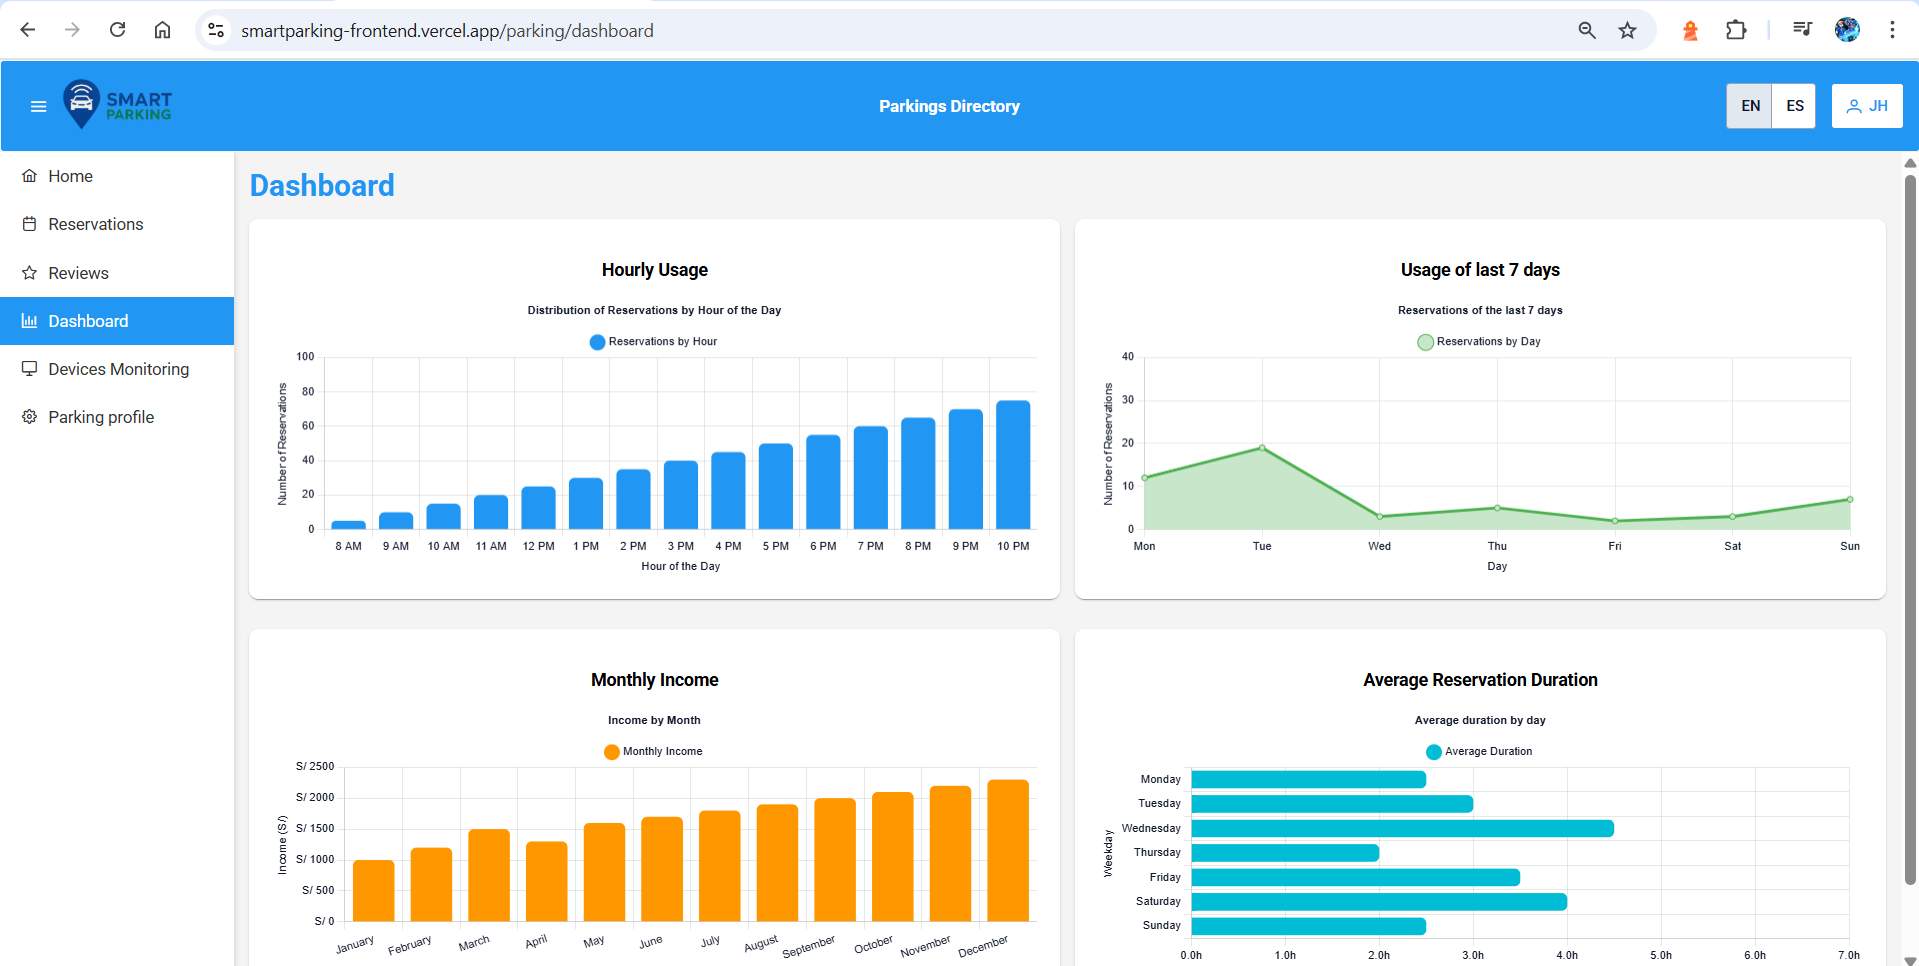 smartparking-frontend.vercel.app/parking/dashboard
SMART
PARKING
Parkings Directory
EN
ES
JH
Home
Reservations
Reviews
Dashboard
Devices Monitoring
Parking profile
Dashboard
Hourly Usage
Distribution of Reservations by Hour of the Day
Reservations by Hour
Number of Reservations
100
80
60
40
20
0
8 AM 9 AM 10 AM 11 AM 12 PM 1 PM 2 PM 3 PM 4 PM 5 PM 6 PM 7 PM 8 PM 9 PM 10 PM
Hour of the Day
Usage of last 7 days
Reservations of the last 7 days
Reservations by Day
Number of Reservations
40
30
20
10
0
Mon Tue Wed Thu Fri Sat Sun
Day
Monthly Income
Income by Month
Monthly Income
Income (S/)
S/ 2500
S/ 2000
S/ 1500
S/ 1000
S/ 500
S/ 0
January February March April May June July August September October November December
Average Reservation Duration
Average duration by day
Average Duration
Weekday
Monday
Tuesday
Wednesday
Thursday
Friday
Saturday
Sunday
0.0h 1.0h 2.0h 3.0h 4.0h 5.0h 6.0h 7.0h